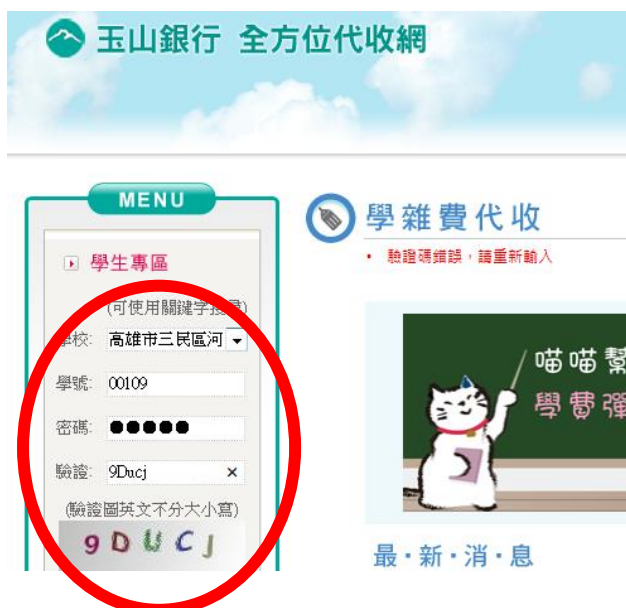 玉山銀行 全方位代收網
MENU
學生專區
(可使用關鍵字搜尋)
學校: 高雄市三民區河
學號: 00109
密碼: ●●●●●
驗證: 9Ducj ×
(驗證圖英文不分大小寫)
9DUCJ
學雜費代收
• 驗證碼錯誤,請重新輸入
喵喵幫
學費彈
最・新・消・息